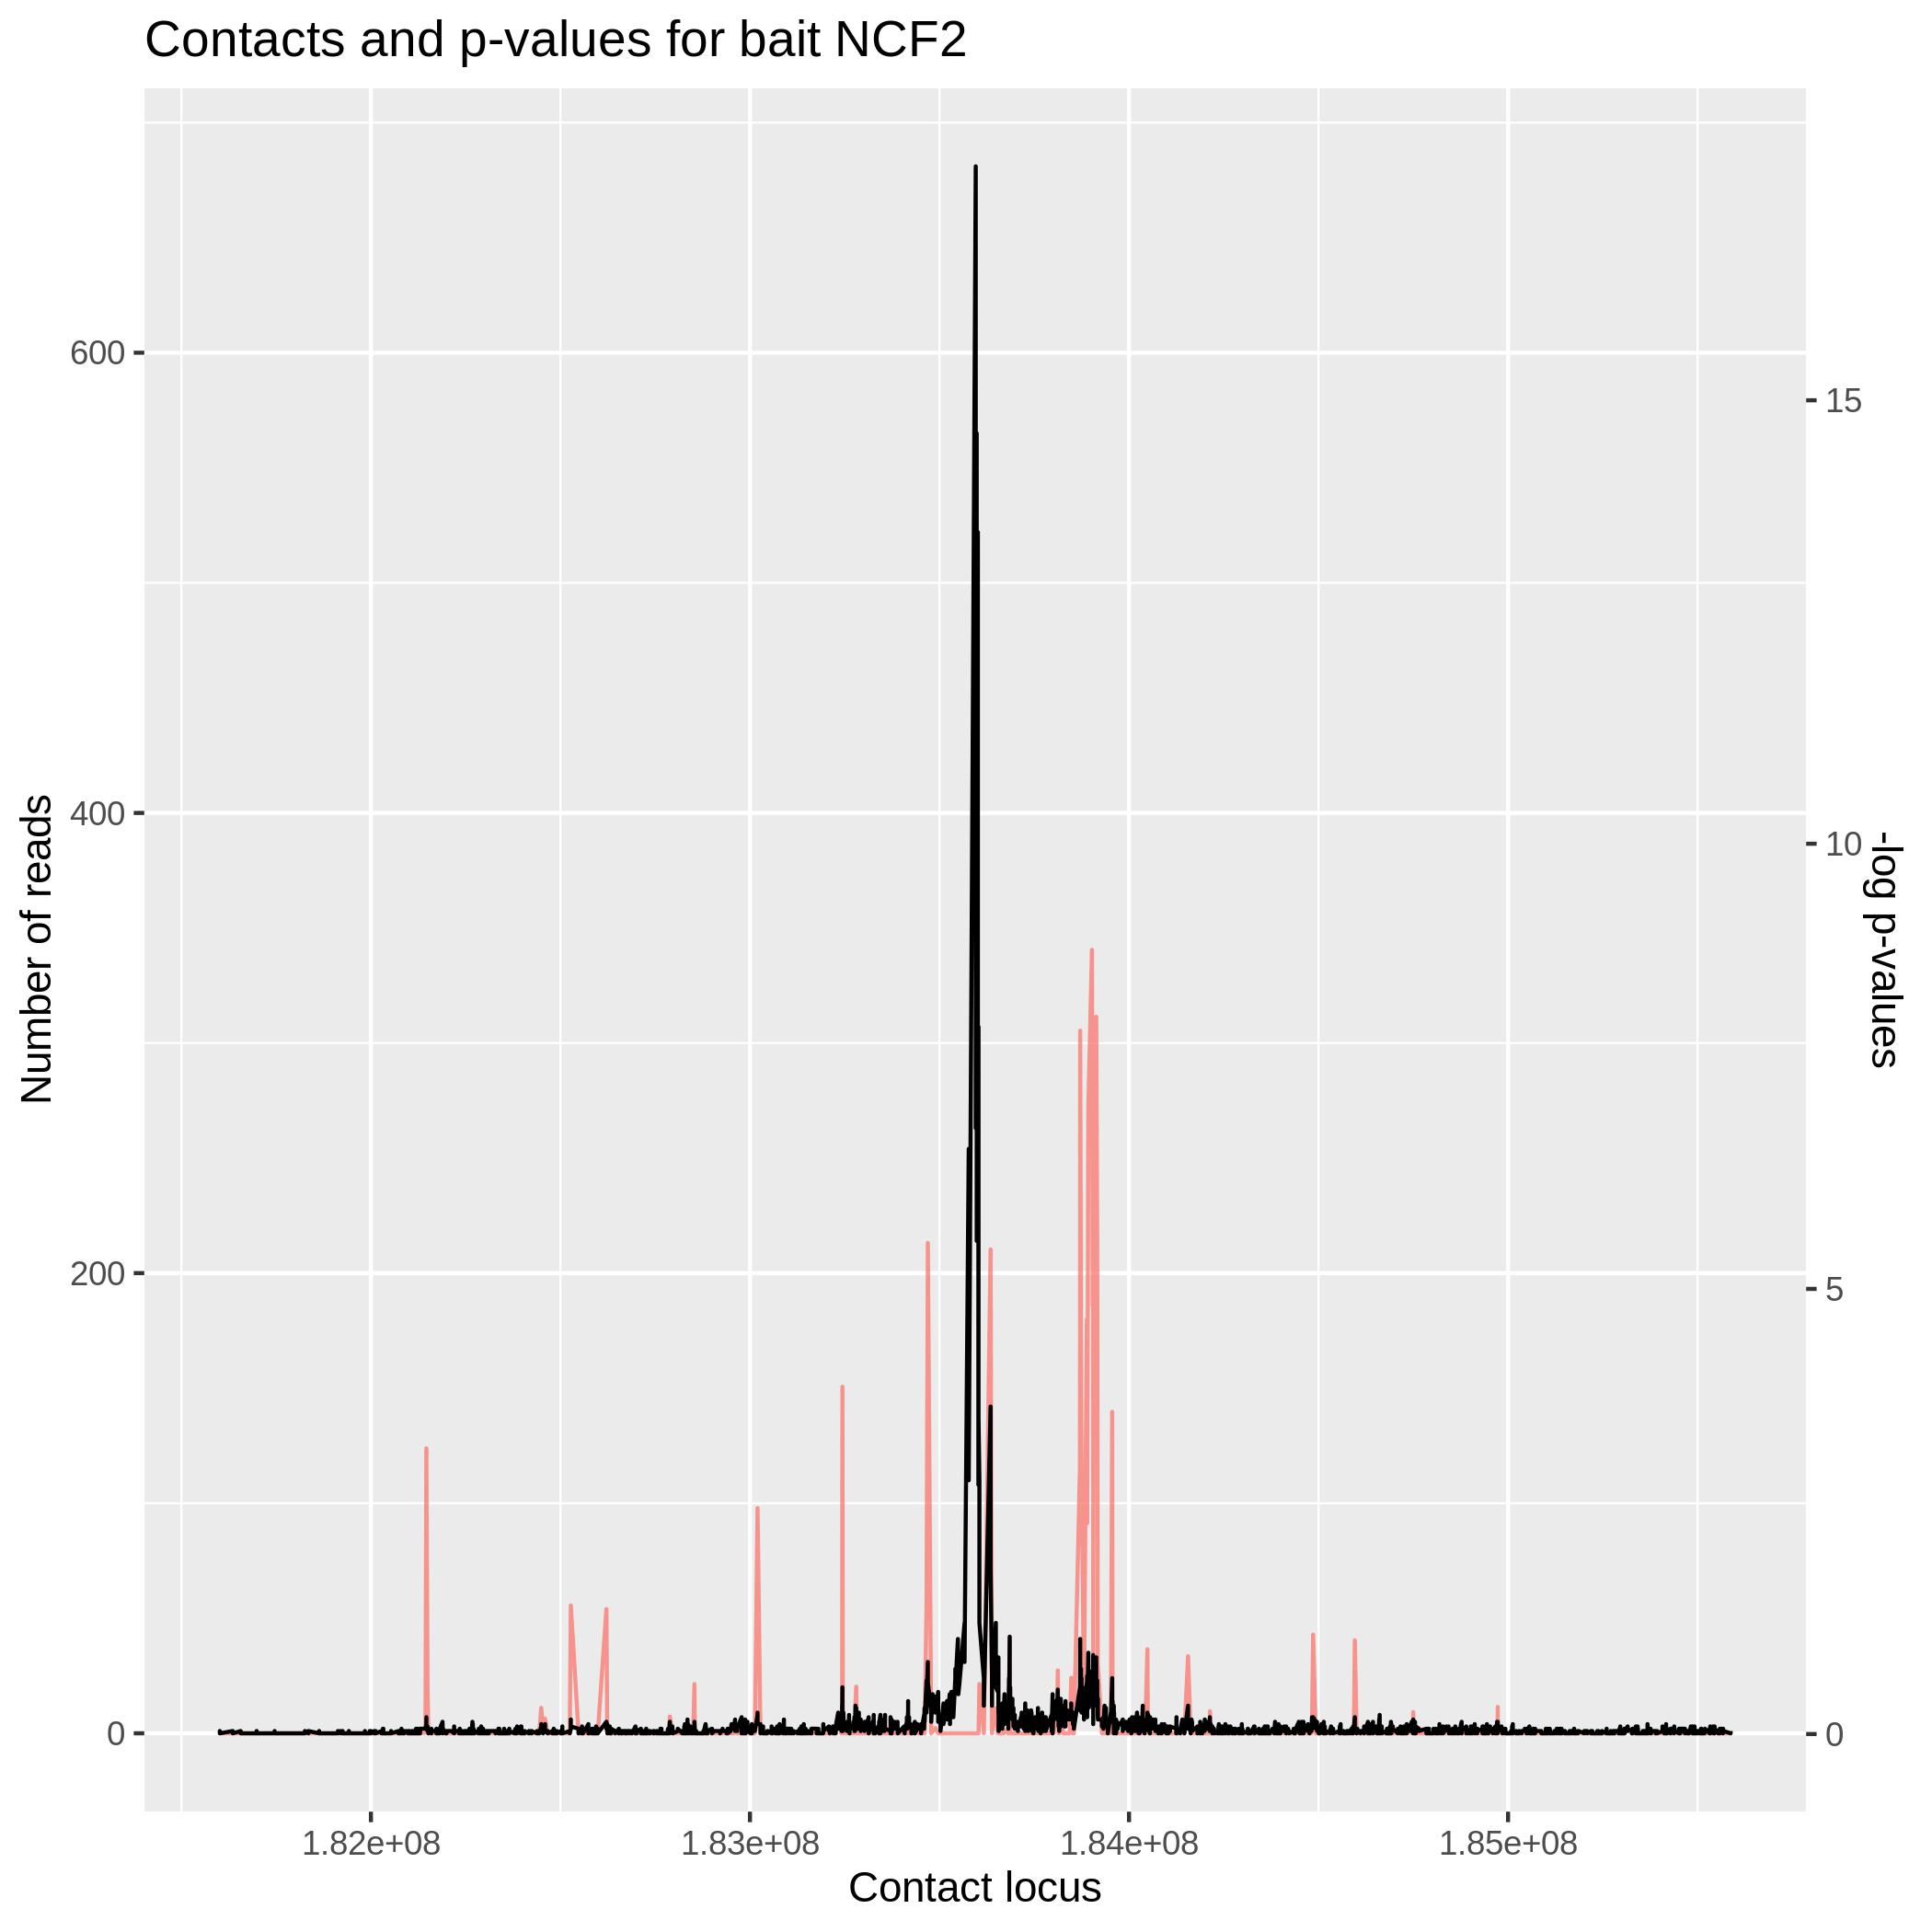 Contacts and p-values for bait NCF2
Number of reads
600
400
200
0
15
10
5
0
-log p-values
1.82e+08 1.83e+08 1.84e+08 1.85e+08
Contact locus